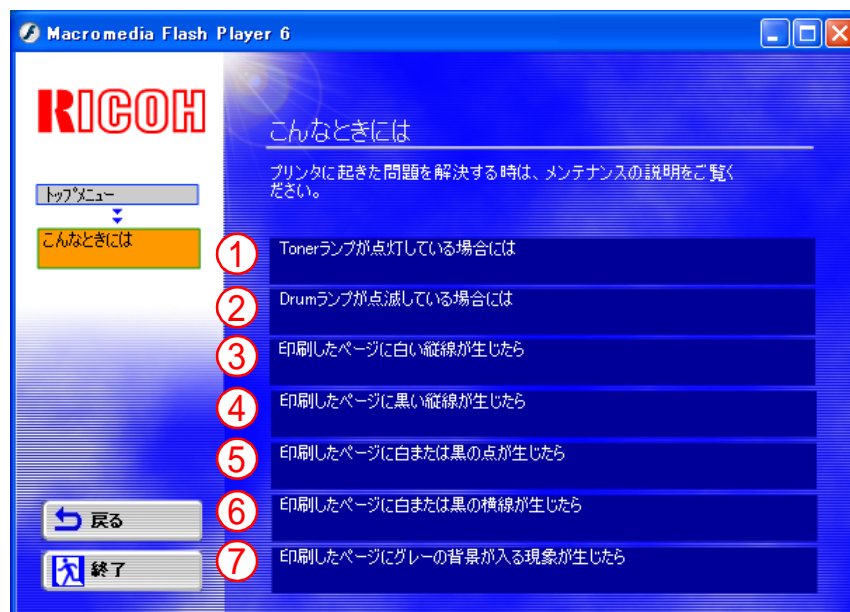 Macromedia Flash Player 6
RICOH
トップメニュー
こんなときには
こんなときには
プリンタに起きた問題を解決する時は、メンテナンスの説明をご覧く
ださい。
1 Tonerランプが点灯している場合には
2 Drumランプが点滅している場合には
3 印刷したページに白い縦線が生じたら
4 印刷したページに黒い縦線が生じたら
5 印刷したページに白または黒の点が生じたら
6 印刷したページに白または黒の横線が生じたら
7 印刷したページにグレーの背景が入る現象が生じたら
戻る
終了